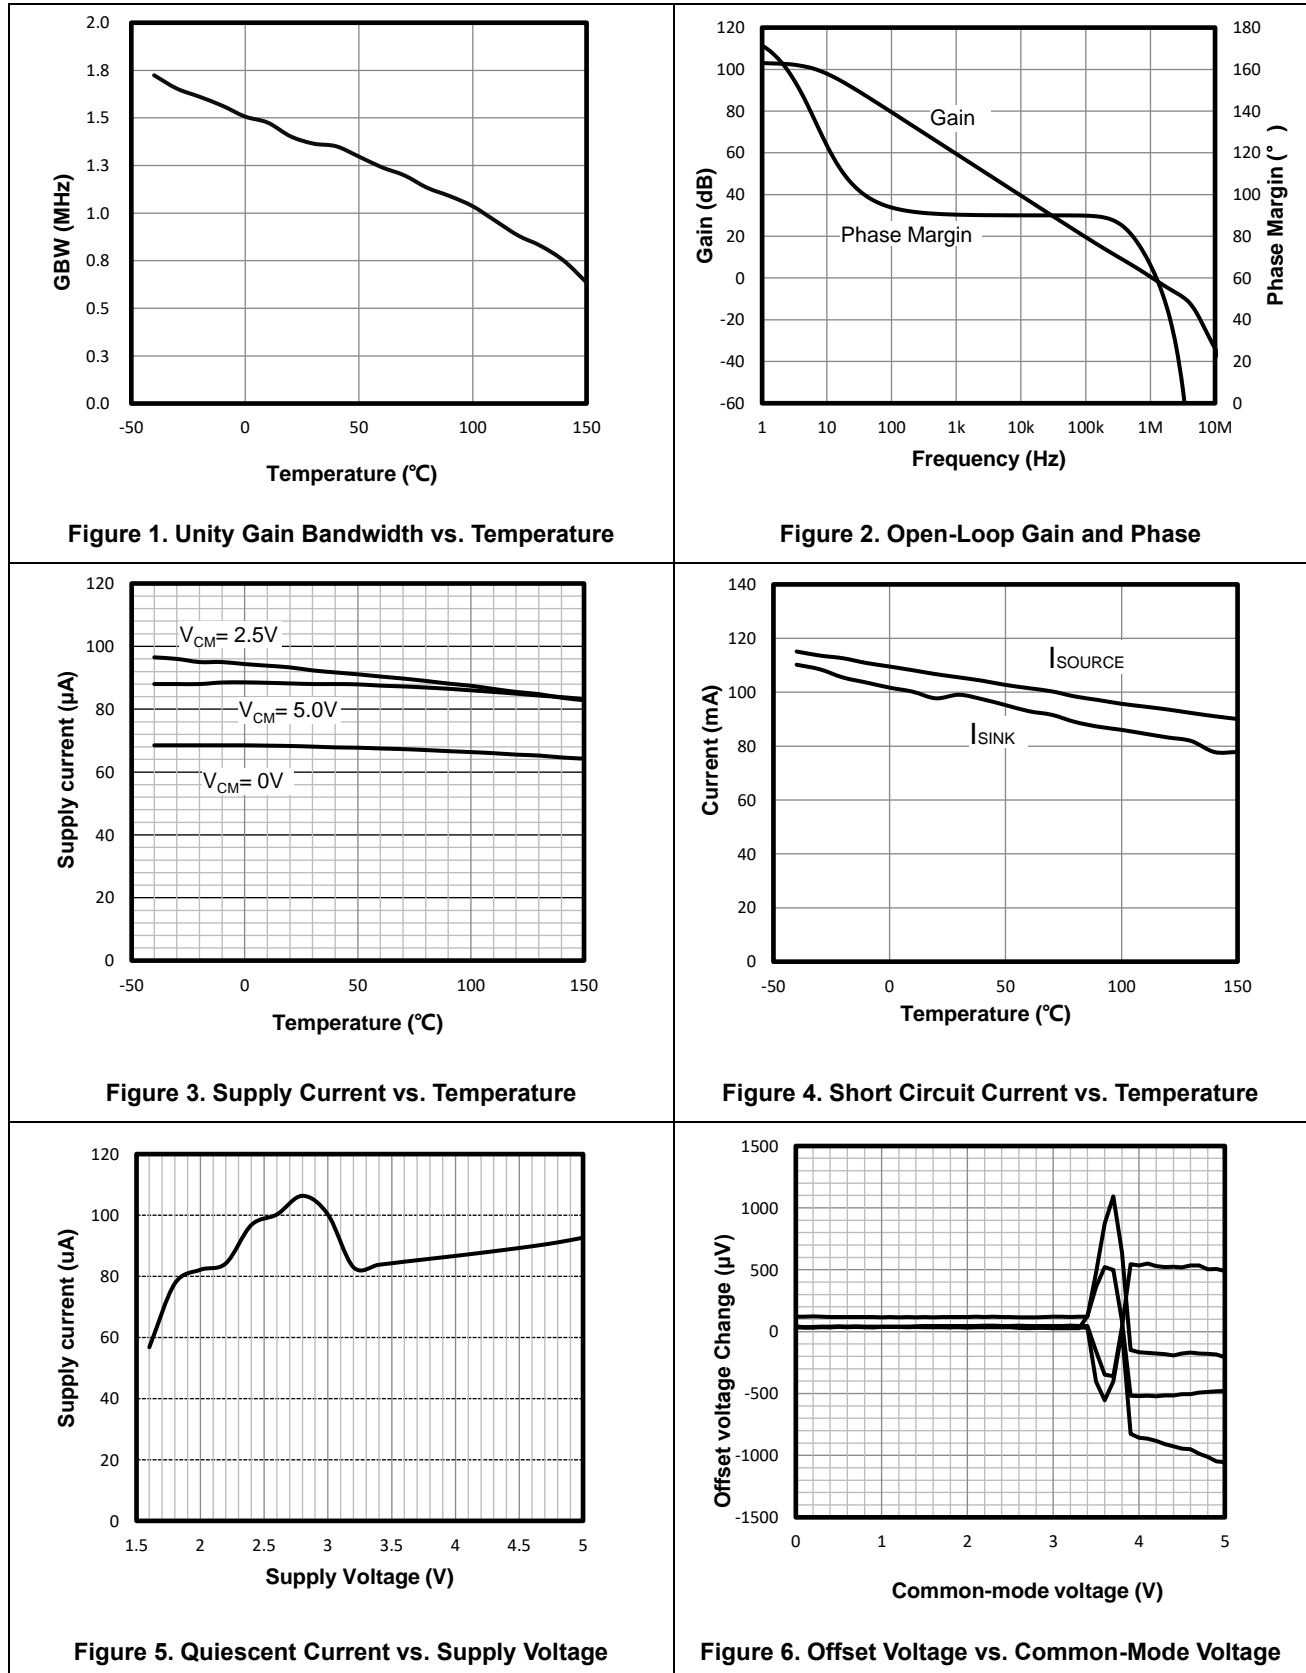 2.0
1.8
1.5
1.3
1.0
0.8
0.5
0.3
0.0
GBW (MHz)
-50 0 50 100 150
Temperature (℃)
Figure 1. Unity Gain Bandwidth vs. Temperature
120
100
80
60
40
20
0
-20
-40
-60
Gain (dB)
180
160
140
120
100
80
60
40
20
0
Phase Margin (°)
Gain
Phase Margin
1 10 100 1k 10k 100k 1M 10M
Frequency (Hz)
Figure 2. Open-Loop Gain and Phase
120
100
80
60
40
20
0
Supply current (μA)
VCM= 2.5V
VCM= 5.0V
VCM= 0V
-50 0 50 100 150
Temperature (℃)
Figure 3. Supply Current vs. Temperature
140
120
100
80
60
40
20
0
Current (mA)
ISOURCE
ISINK
-50 0 50 100 150
Temperature (℃)
Figure 4. Short Circuit Current vs. Temperature
120
100
80
60
40
20
0
Supply current (uA)
1.5 2 2.5 3 3.5 4 4.5 5
Supply Voltage (V)
Figure 5. Quiescent Current vs. Supply Voltage
1500
1000
500
0
-500
-1000
-1500
Offset voltage Change (μV)
0 1 2 3 4 5
Common-mode voltage (V)
Figure 6. Offset Voltage vs. Common-Mode Voltage